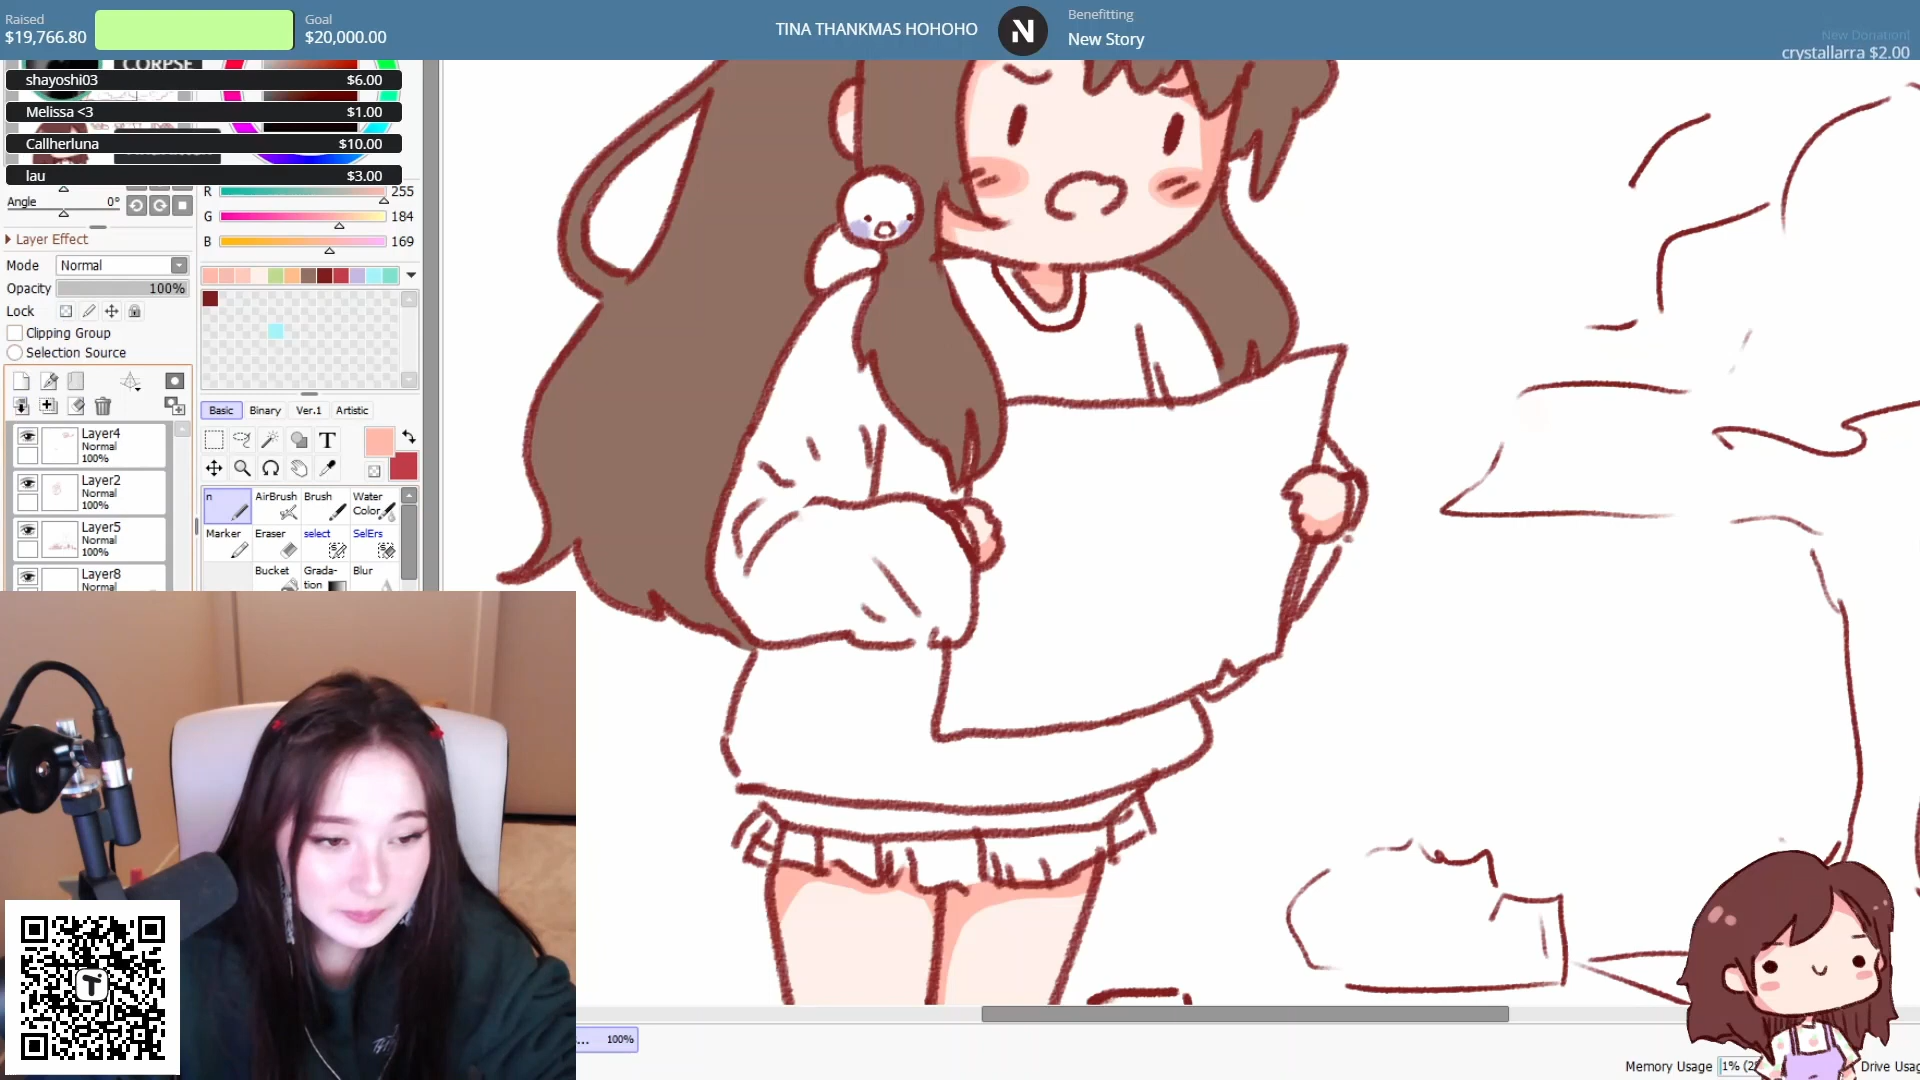 Raised
$19,766.80
Goal
$20,000.00
TINA THANKMAS HOHOHO
N
Benefitting
New Story
New Donation!
crystallarra $2.00
CORPSE
shayoshi03 $6.00
Melissa <3 $1.00
Callherluna $10.00
lau $3.00
Angle 0°
R 255
G 184
B 169
Layer Effect
Mode Normal
Opacity 100%
Lock
Clipping Group
Selection Source
Layer4
Normal
100%
Layer2
Normal
100%
Layer5
Normal
100%
Layer8
Normal
Basic Binary Ver.1 Artistic
T
n AirBrush Brush Water Color
Marker Eraser select SelErs
Bucket Grada-tion Blur
T
... 100%
Memory Usage 1% (2
Drive Usag